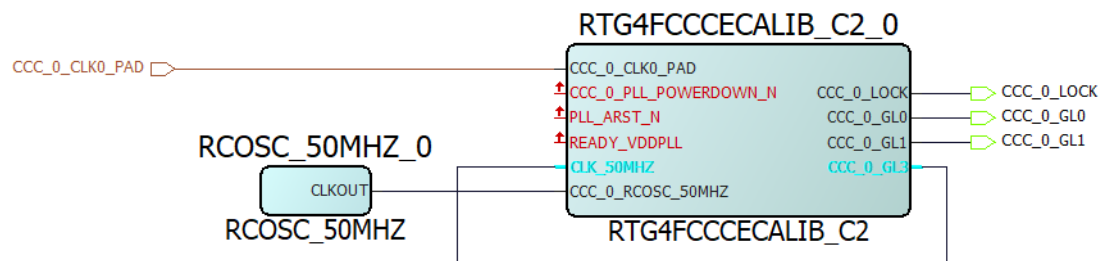 RTG4FCCCECALIB_C2_0
CCC_0_CLK0_PAD
CCC_0_CLK0_PAD
CCC_0_PLL_POWERDOWN_N
CCC_0_LOCK
CCC_0_LOCK
PLL_ARST_N
CCC_0_GL0
CCC_0_GL0
READY_VDDPLL
CCC_0_GL1
CCC_0_GL1
RCOSC_50MHZ_0
CLK_50MHZ
CCC_0_GL3
CLKOUT
CCC_0_RCOSC_50MHZ
RCOSC_50MHZ
RTG4FCCCECALIB_C2